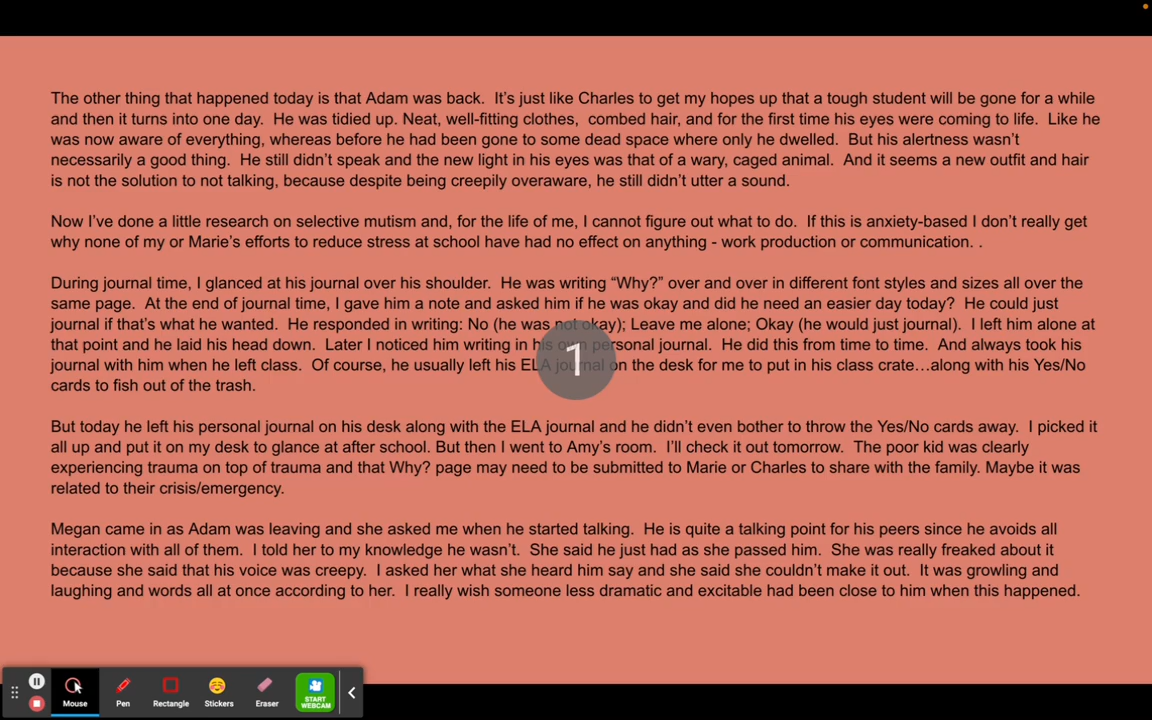 The other thing that happened today is that Adam was back.  It's just like Charles to get my hopes up that a tough student will be gone for a while
and then it turns into one day.  He was tidied up. Neat, well-fitting clothes,  combed hair, and for the first time his eyes were coming to life.  Like he
was now aware of everything, whereas before he had been gone to some dead space where only he dwelled.  But his alertness wasn't
necessarily a good thing.  He still didn't speak and the new light in his eyes was that of a wary, caged animal.  And it seems a new outfit and hair
is not the solution to not talking, because despite being creepily overaware, he still didn't utter a sound.
Now I've done a little research on selective mutism and, for the life of me, I cannot figure out what to do.  If this is anxiety-based I don't really get
why none of my or Marie's efforts to reduce stress at school have had no effect on anything - work production or communication. .
During journal time, I glanced at his journal over his shoulder.  He was writing "Why?" over and over in different font styles and sizes all over the
same page.  At the end of journal time, I gave him a note and asked him if he was okay and did he need an easier day today?  He could just
journal if that's what he wanted.  He responded in writing: No (he was not okay); Leave me alone; Okay (he would just journal).  I left him alone at
that point and he laid his head down.  Later I noticed him writing in his own personal journal.  He did this from time to time.  And always took his
journal with him when he left class.  Of course, he usually left his ELA journal on the desk for me to put in his class crate…along with his Yes/No
cards to fish out of the trash.
1
But today he left his personal journal on his desk along with the ELA journal and he didn't even bother to throw the Yes/No cards away.  I picked it
all up and put it on my desk to glance at after school. But then I went to Amy's room.  I'll check it out tomorrow.  The poor kid was clearly
experiencing trauma on top of trauma and that Why? page may need to be submitted to Marie or Charles to share with the family. Maybe it was
related to their crisis/emergency.
Megan came in as Adam was leaving and she asked me when he started talking.  He is quite a talking point for his peers since he avoids all
interaction with all of them.  I told her to my knowledge he wasn't.  She said he just had as she passed him.  She was really freaked about it
because she said that his voice was creepy.  I asked her what she heard him say and she said she couldn't make it out.  It was growling and
laughing and words all at once according to her.  I really wish someone less dramatic and excitable had been close to him when this happened.
Mouse Pen Rectangle Stickers Eraser START
WEBCAM